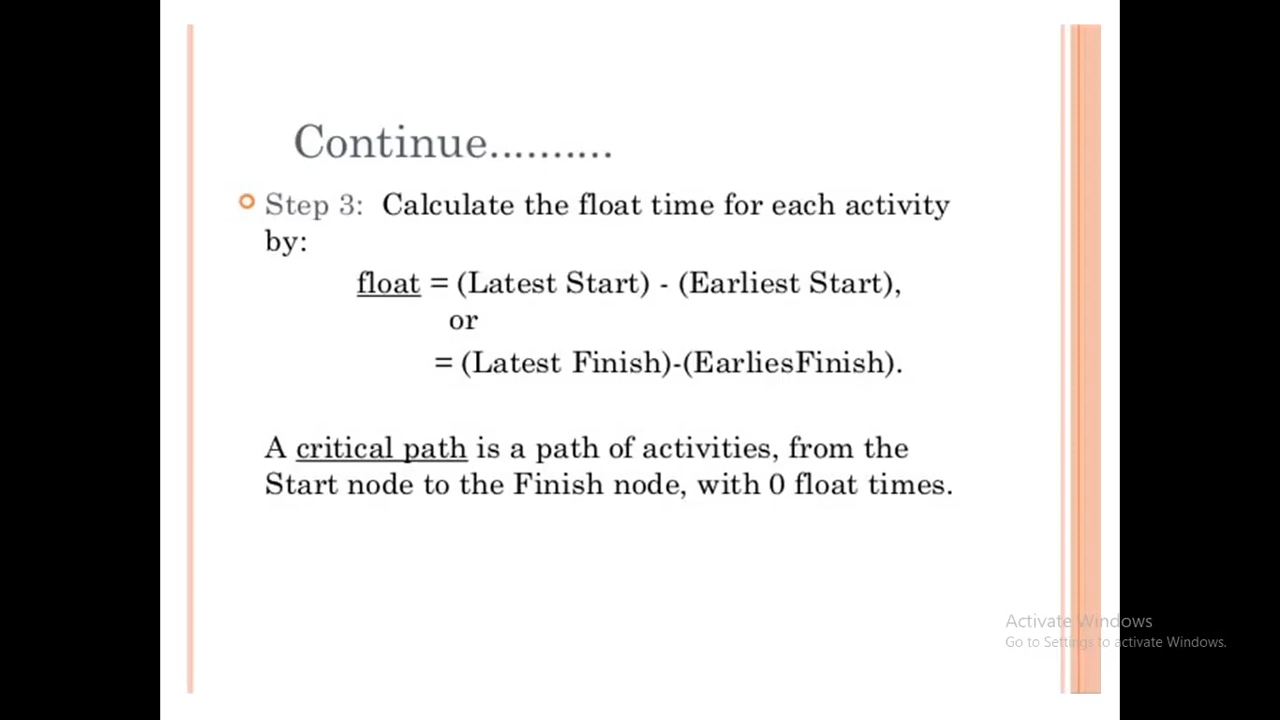 Continue..........
Step 3: Calculate the float time for each activity
by:
float = (Latest Start) - (Earliest Start),
or
= (Latest Finish)-(EarliesFinish).
A critical path is a path of activities, from the
Start node to the Finish node, with 0 float times.
Activate Windows
Go to Settings to activate Windows.